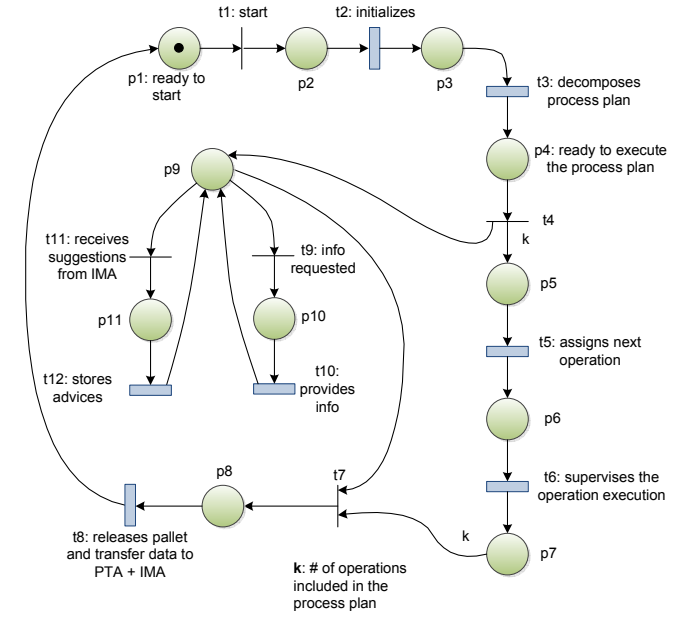 t1: start
t2: initializes
p1: ready to
start
p2
p3
t3: decomposes
process plan
p4: ready to execute
the process plan
p9
t4
k
t11: receives
suggestions
from IMA
t9: info
requested
p5
p11
p10
t5: assigns next
operation
t12: stores
advices
t10:
provides
info
p6
t6: supervises the
operation execution
p8
t7
t8: releases pallet
and transfer data to
PTA + IMA
k
p7
k: # of operations
included in the
process plan